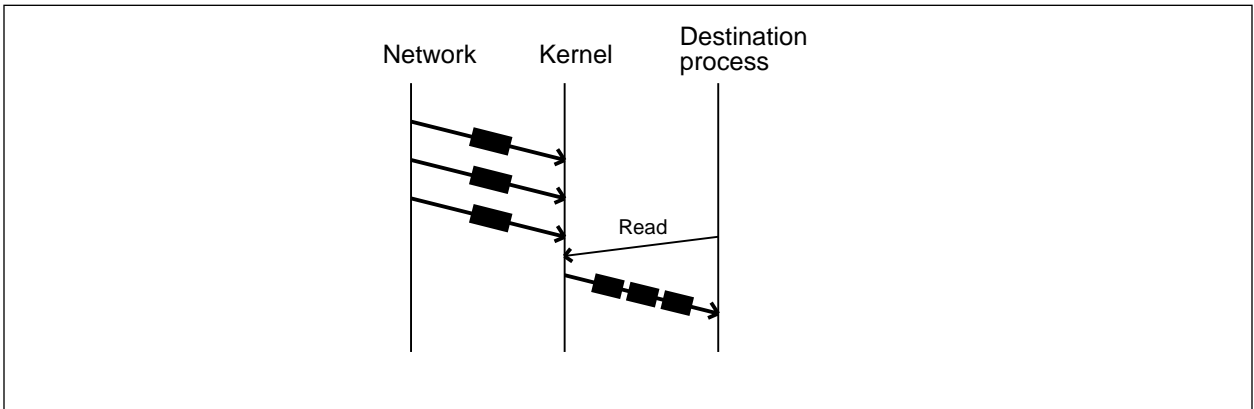 Network
Kernel
Destination
process
Read